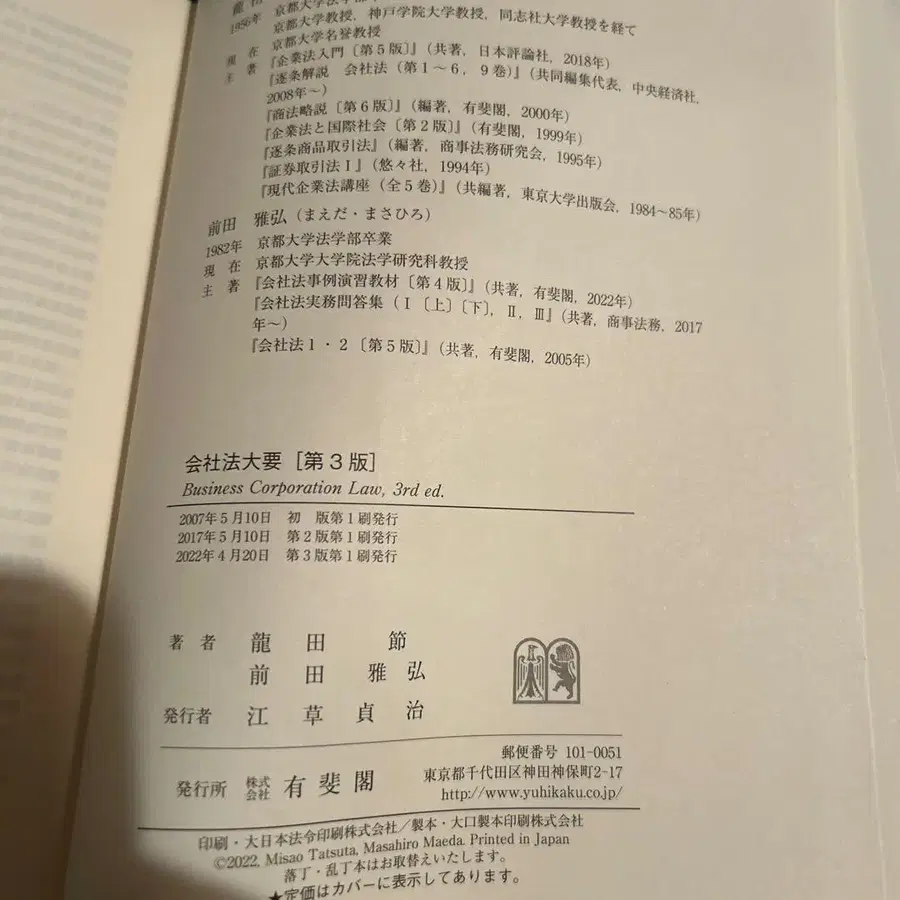 1956年 京都大学法学部
京都大学教授，神戸学院大学教授，同志社大学教授を経て
現在 京都大学名誉教授
主著 『企業法入門〔第5版〕』（共著，日本評論社，2018年）
『逐条解説　会社法（第1～6，9巻）』（共同編集代表，中央経済社，
2008年～）
『商法略説〔第6版〕』（編著，有斐閣，2000年）
『企業法と国際社会〔第2版〕』（有斐閣，1999年）
『逐条商品取引法』（編著，商事法務研究会，1995年）
『証券取引法Ⅰ』（悠々社，1994年）
『現代企業法講座（全5巻）』（共編著，東京大学出版会，1984～85年）
前田　雅弘（まえだ・まさひろ）
1982年 京都大学法学部卒業
現在 京都大学大学院法学研究科教授
主著 『会社法事例演習教材〔第4版〕』（共著，有斐閣，2022年）
『会社法実務問答集（Ⅰ〔上〕〔下〕，Ⅱ，Ⅲ』（共著，商事法務，2017
年～）
『会社法1・2〔第5版〕』（共著，有斐閣，2005年）
会社法大要［第3版］
Business Corporation Law, 3rd ed.
2007年5月10日　初　版第1刷発行
2017年5月10日　第2版第1刷発行
2022年4月20日　第3版第1刷発行
著者　龍田　節
前田　雅弘
発行者　江草貞治
発行所　株式会社　有斐閣
郵便番号 101-0051
東京都千代田区神田神保町2-17
http://www.yuhikaku.co.jp/
印刷・大日本法令印刷株式会社／製本・大口製本印刷株式会社
©2022, Misao Tatsuta, Masahiro Maeda. Printed in Japan
落丁・乱丁本はお取替えいたします。
★定価はカバーに表示してあります。